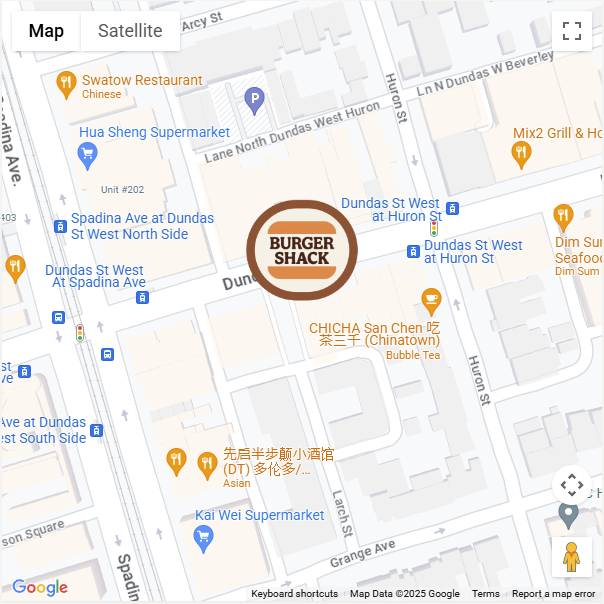 Map
Satellite
Arcy St
Swatow Restaurant
Chinese
Ln N Dundas W Beverley
Huron St
Hua Sheng Supermarket
Lane North Dundas West Huron
Mix2 Grill & Ho
Spadina Ave.
Unit #202
403
Spadina Ave at Dundas
St West North Side
Dundas St West
at Huron St
Dundas St West
at Huron St
Dim Sum
Seafood
Dim Sum
BURGER
SHACK
Dundas St West
At Spadina Ave
CHICHA San Chen 吃
茶三千 (Chinatown)
Bubble Tea
Huron St
Ave at Dundas
est South Side
先启半步颠小酒馆
(DT) 多伦多/…
Asian
Larch St
Kai Wei Supermarket
Grange Ave
son Square
Google
Keyboard shortcuts
Map Data ©2025 Google
Terms
Report a map error